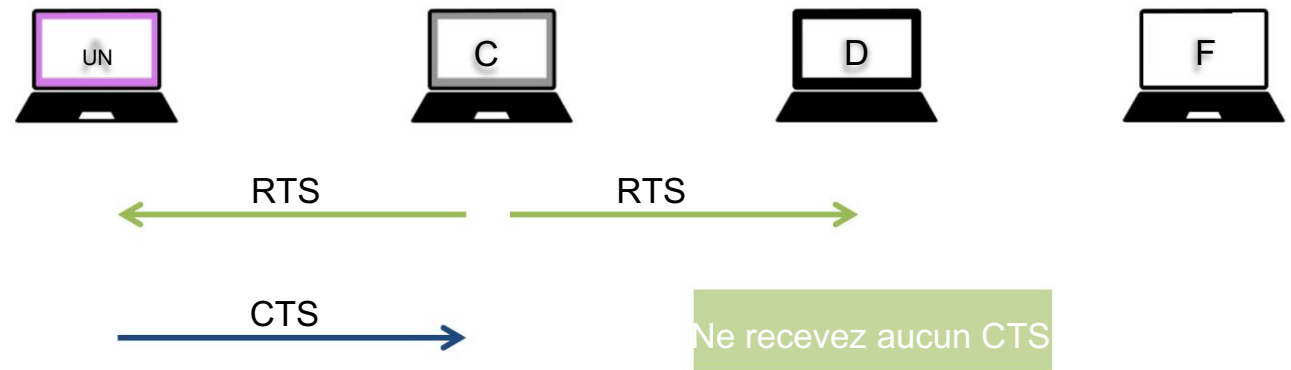 UN
C
D
F
RTS
RTS
CTS
Ne recevez aucun CTS